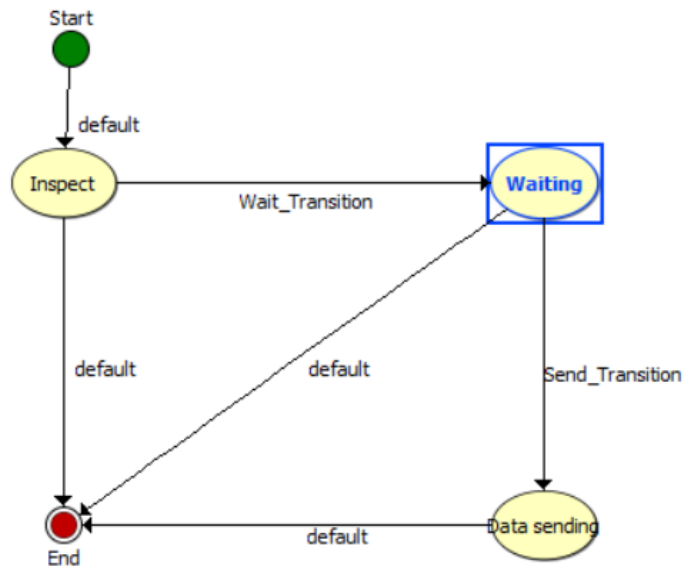 Start
default
Inspect
Waiting
Wait_Transition
default
default
Send_Transition
Data sending
default
End